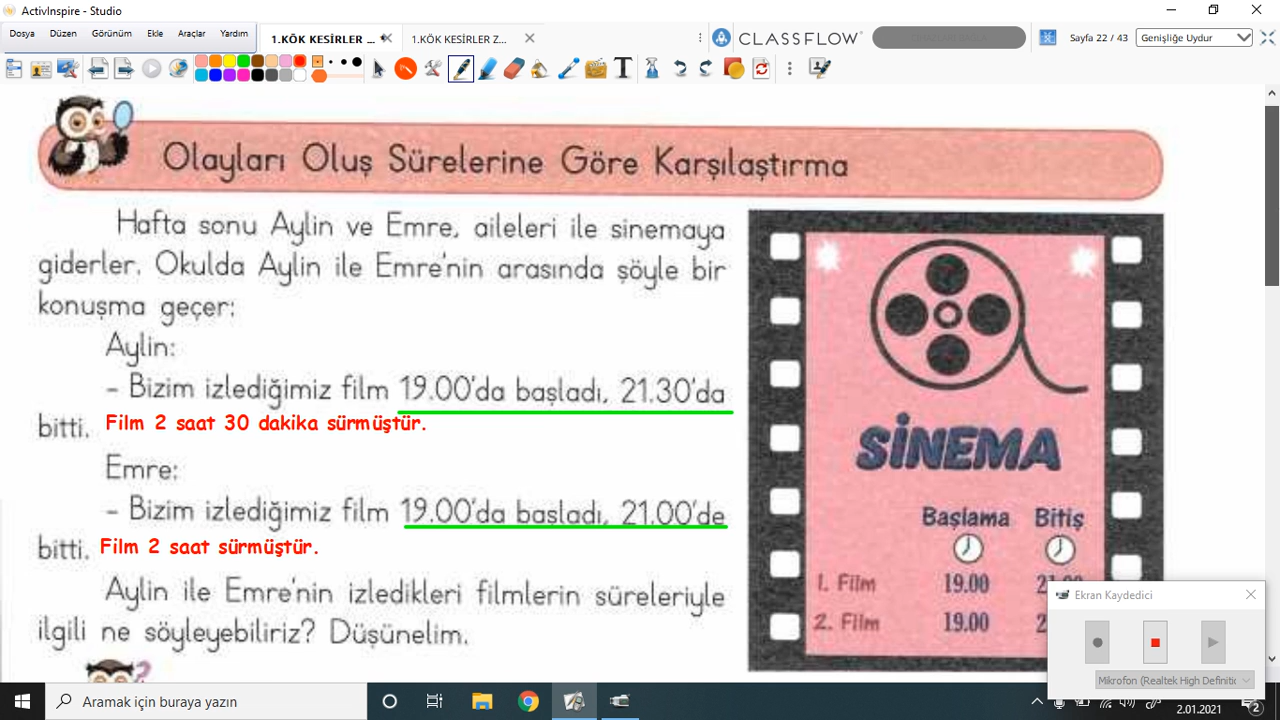 ActivInspire - Studio
Dosya Düzen Görünüm Ekle Araçlar Yardım
1.KÖK KESİRLER ... 1.KÖK KESİRLER Z...
CLASSFLOW
Sayfa 22 / 43 Genişliğe Uydur
Olayları Oluş Sürelerine Göre Karşılaştırma
Hafta sonu Aylin ve Emre, aileleri ile sinemaya
giderler. Okulda Aylin ile Emre'nin arasında şöyle bir
konuşma geçer:
Aylin:
- Bizim izlediğimiz film 19.00'da başladı, 21.30'da
bitti. Film 2 saat 30 dakika sürmüştür.
Emre:
- Bizim izlediğimiz film 19.00'da başladı, 21.00'de
bitti. Film 2 saat sürmüştür.
Aylin ile Emre'nin izledikleri filmlerin süreleriyle
ilgili ne söyleyebiliriz? Düşünelim.
?
SİNEMA
Başlama Bitiş
1. Film 19.00
2. Film 19.00
Ekran Kaydedici
Mikrofon (Realtek High Definitic
Aramak için buraya yazın
2.01.2021
2